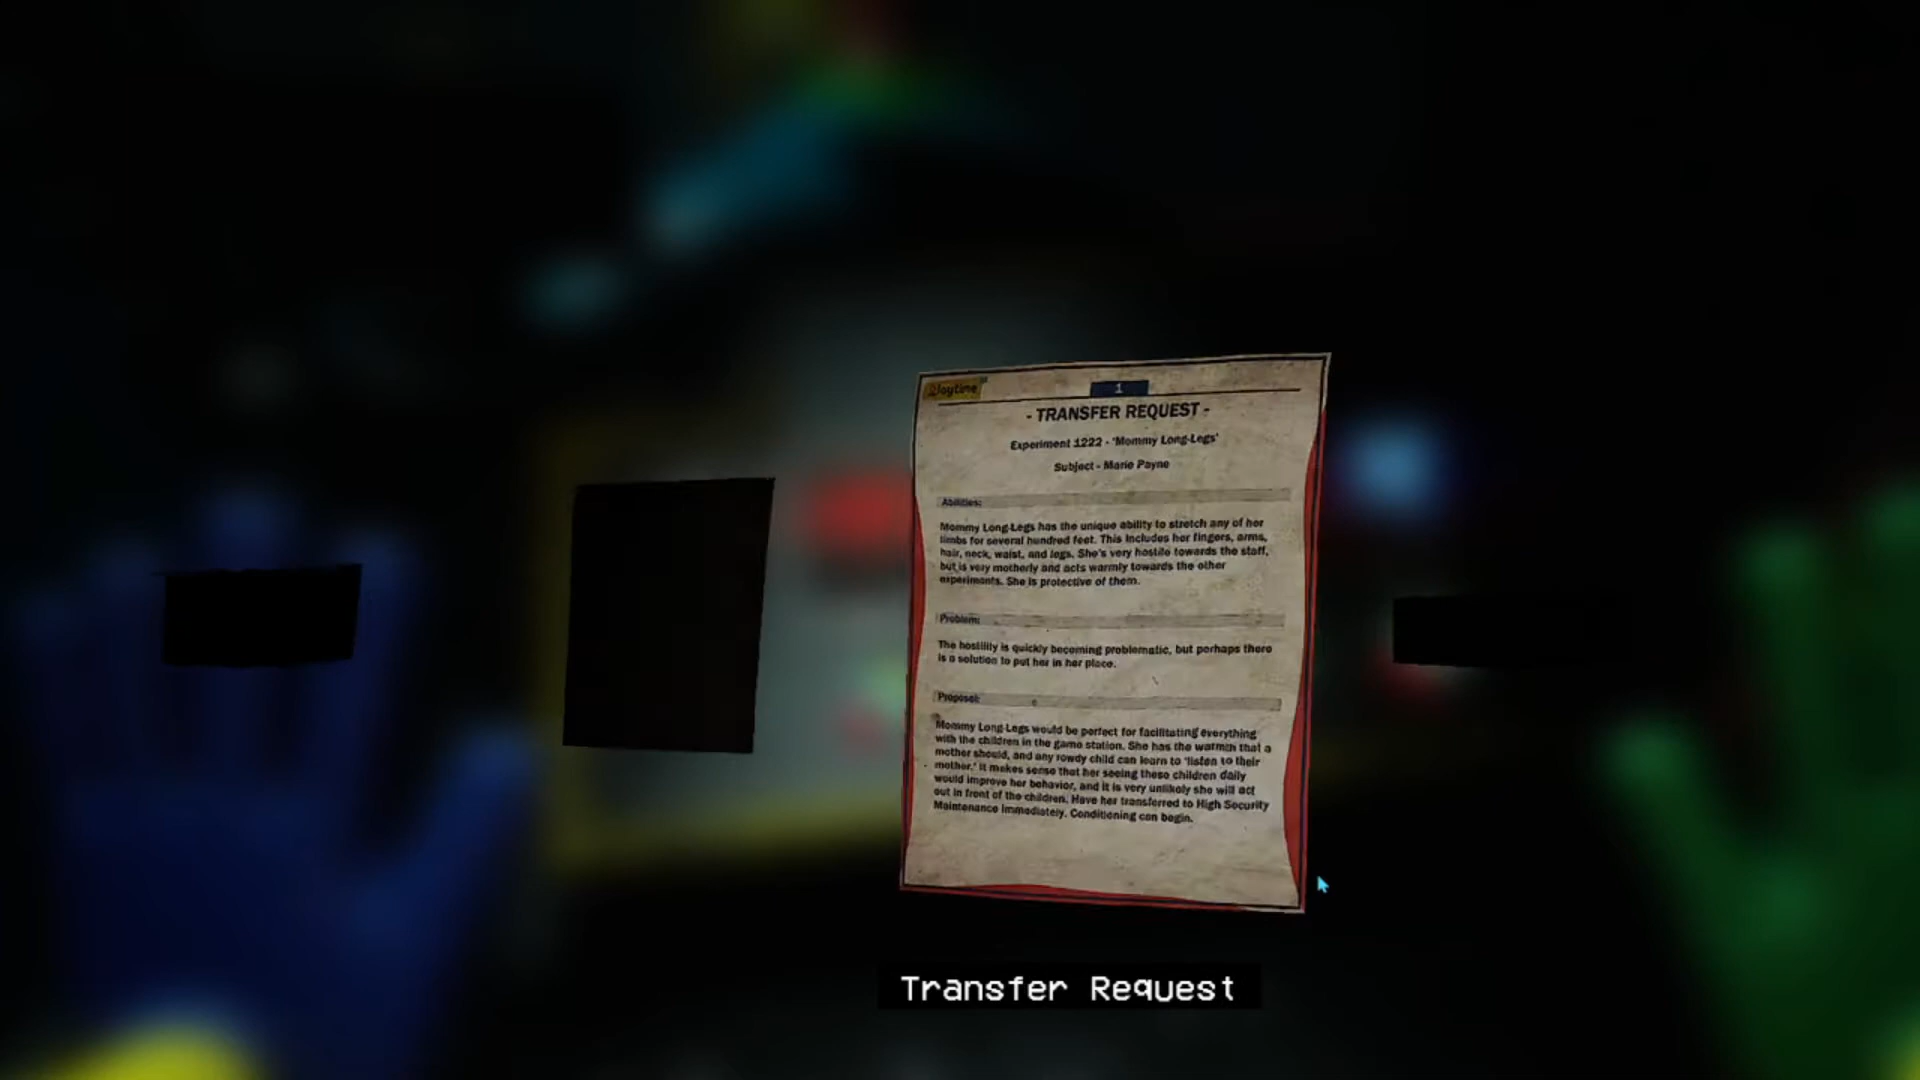 Playtime
1
- TRANSFER REQUEST -
Experiment 1222 - 'Mommy Long-Legs'
Subject - Marie Payne
Abilities:
Mommy Long-Legs has the unique ability to stretch any of her
limbs for several hundred feet. This includes her fingers, arms,
hair, neck, waist, and legs. She's very hostile towards the staff,
but is very motherly and acts warmly towards the other
experiments. She is protective of them.
Problem:
The hostility is quickly becoming problematic, but perhaps there
is a solution to put her in her place.
Proposal:
Mommy Long-Legs would be perfect for facilitating everything
with the children in the game station. She has the warmth that a
mother should, and any rowdy child can learn to 'listen to their
mother.' It makes sense that her seeing these children daily
would improve her behavior, and it is very unlikely she will act
out in front of the children. Have her transferred to High Security
Maintenance immediately. Conditioning can begin.
Transfer Request